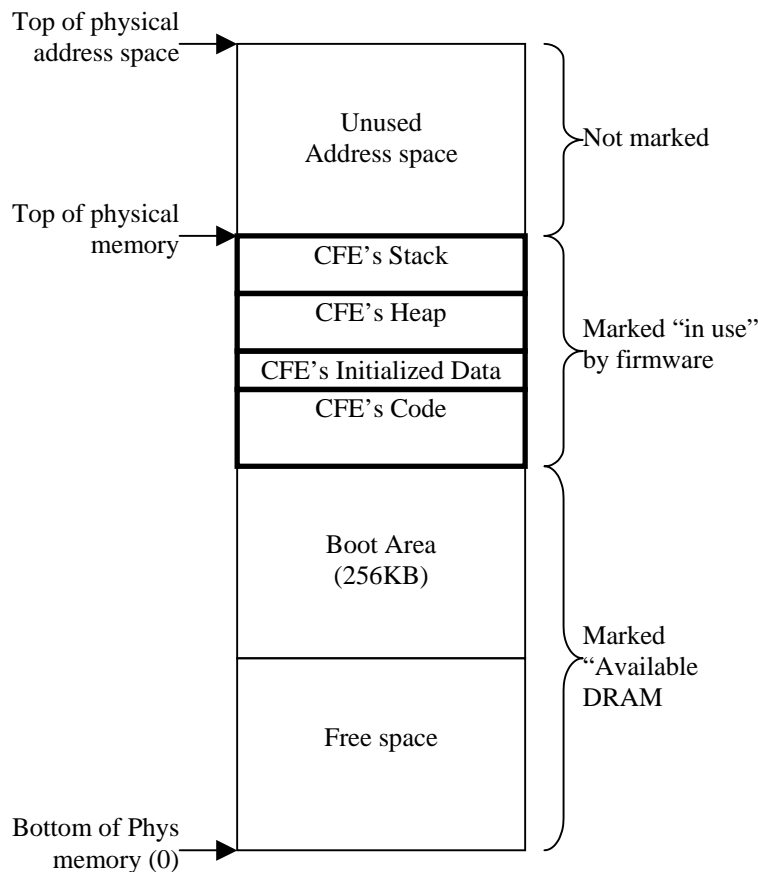 Top of physical
address space
Unused
Address space
Not marked
Top of physical
memory
CFE’s Stack
CFE’s Heap
CFE’s Initialized Data
CFE’s Code
Marked “in use”
by firmware
Boot Area
(256KB)
Marked
“Available
DRAM
Free space
Bottom of Phys
memory (0)